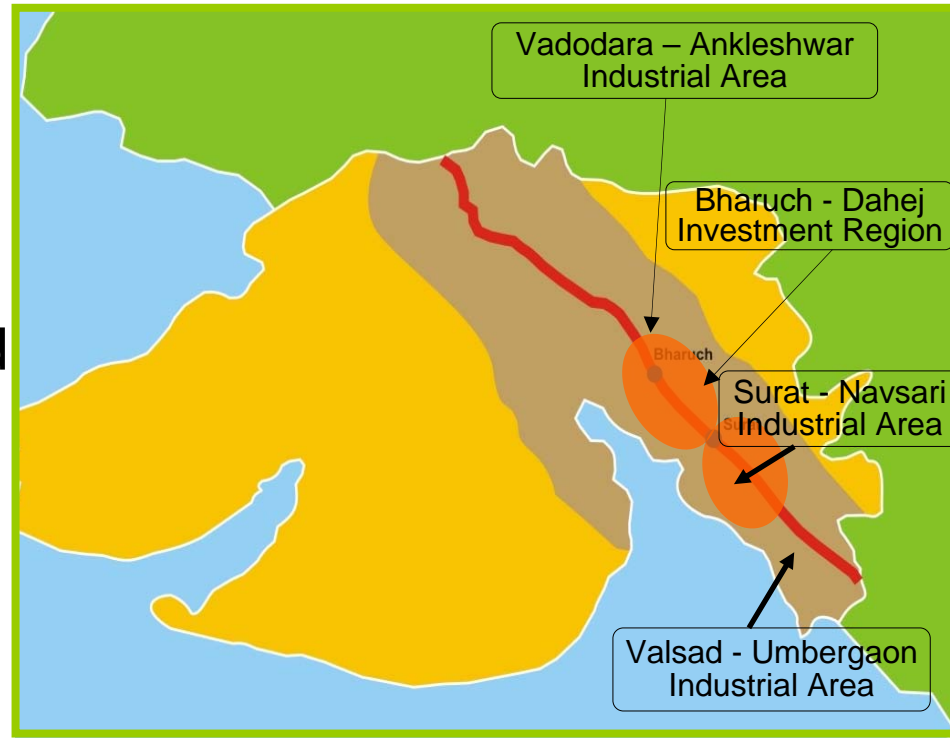 Vadodara – Ankleshwar
Industrial Area
Bharuch - Dahej
Investment Region
Bharuch
Surat - Navsari
Industrial Area
Valsad - Umbergaon
Industrial Area